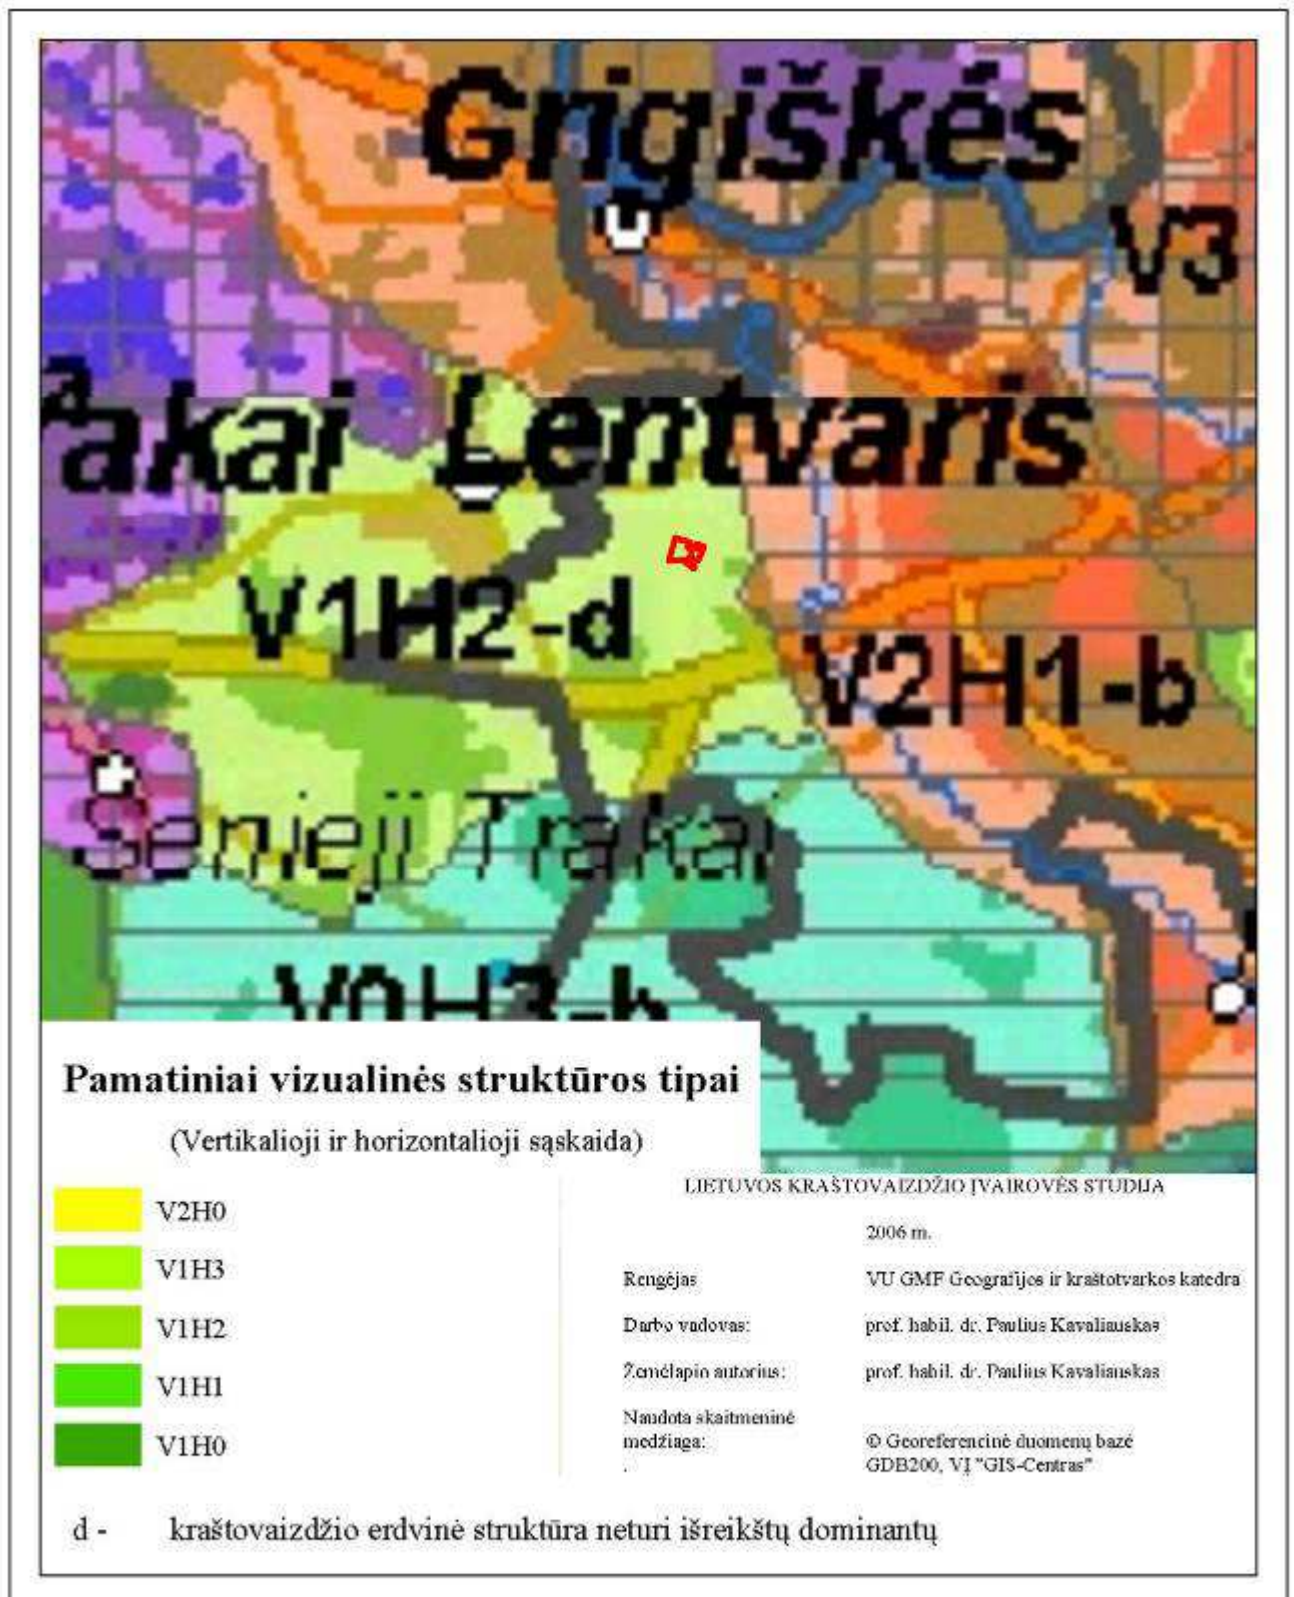 Grigiškės
V3
akai Lentvaris
V1H2-d
V2H1-b
Senieji Trakai
V0H3-b
Pamatiniai vizualinės struktūros tipai
(Vertikalioji ir horizontalioji sąskaida)
V2H0
V1H3
V1H2
V1H1
V1H0
LIETUVOS KRAŠTOVAIZDŽIO ĮVAIROVĖS STUDIJA
2006 m.
Rengėjas VU GMF Geografijos ir kraštotvarkos katedra
Darbo vadovas: prof. habil. dr. Paulius Kavaliauskas
Žemėlapio autorius: prof. habil. dr. Paulius Kavaliauskas
Naudota skaitmeninė
medžiaga: © Georeferencinė duomenų bazė
. GDB200, VĮ "GIS-Centras"
d - kraštovaizdžio erdvinė struktūra neturi išreikštų dominantų